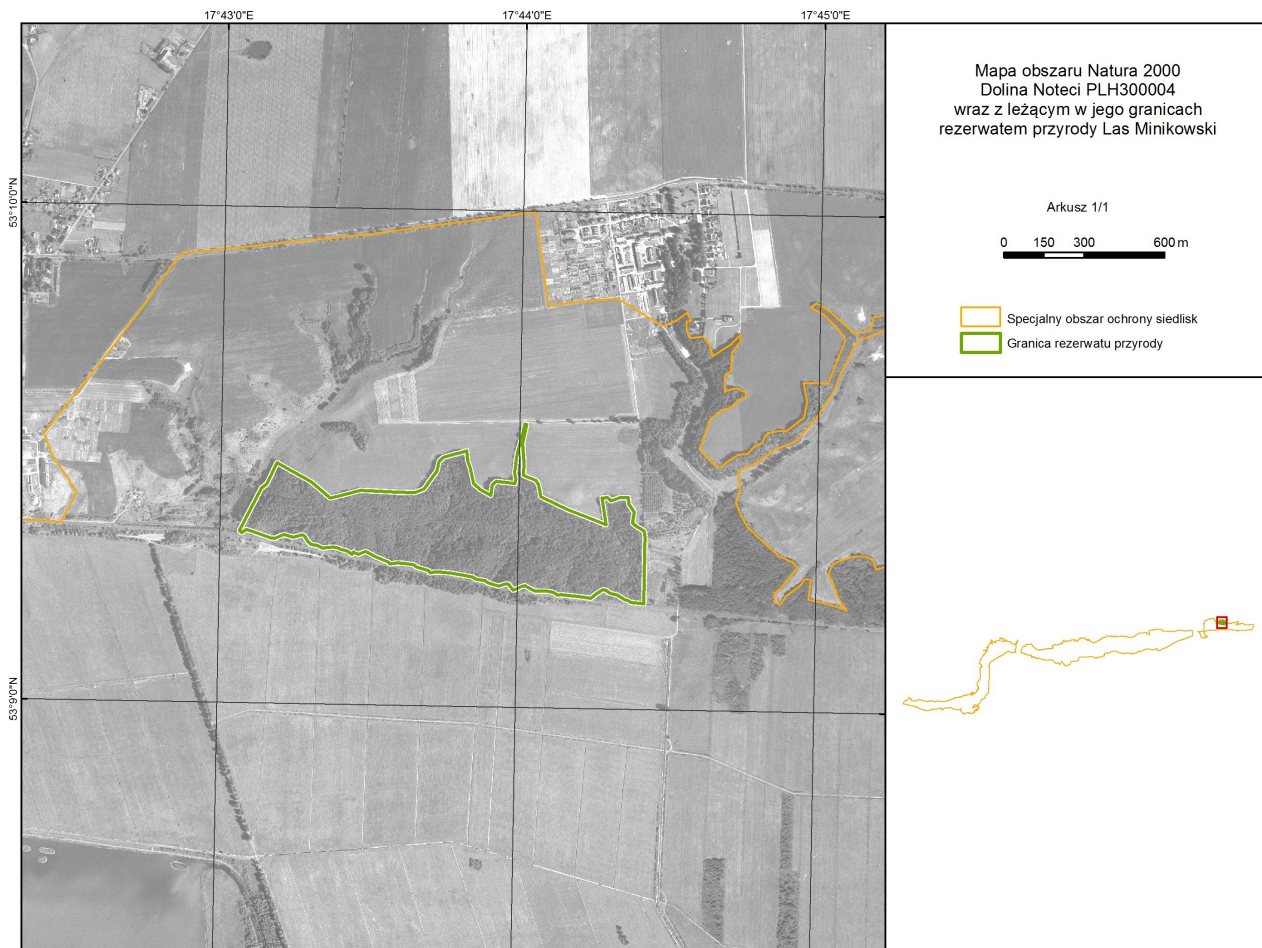 17°43'0"E
17°44'0"E
17°45'0"E
53°10'0"N
53°9'0"N
Mapa obszaru Natura 2000
Dolina Noteci PLH300004
wraz z leżącym w jego granicach
rezerwatem przyrody Las Minikowski
Arkusz 1/1
0 150 300 600 m
Specjalny obszar ochrony siedlisk
Granica rezerwatu przyrody